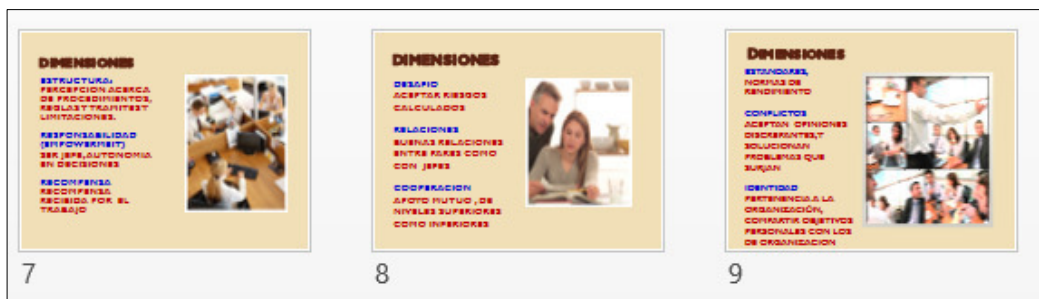 DIMENSIONES
ESTRUCTURA:
PERCEPCION ACERCA
DE PROCEDIMIENTOS,
REGLAS Y TRAMITES Y
LIMITACIONES.
RESPONSABILIDAD
(EMPOWERMEIT)
SER JEFE, AUTONOMIA
EN DECISIONES
RECOMPENSA
RECOMPENSA
RECIBIDA POR EL
TRABAJO
7
DIMENSIONES
DESAFIO
ACEPTAR RIESGOS
CALCULADOS
RELACIONES
BUENAS RELACIONES
ENTRE PARES COMO
CON JEFES
COOPERACION
APOYO MUTUO , DE
NIVELES SUPERIORES
COMO INFERIORES
8
DIMENSIONES
ESTANDARES,
NORMAS DE
RENDIMIENTO
CONFLICTOS
ACEPTAN OPINIONES
DISCREPANTES, Y
SOLUCIONAN
PROBLEMAS QUE
SURJAN
IDENTIDAD
PERTENENCIA A LA
ORGANIZACIÓN,
COMPARTIR OBJETIVOS
PERSONALES CON LOS
DE ORGANIZACION
9